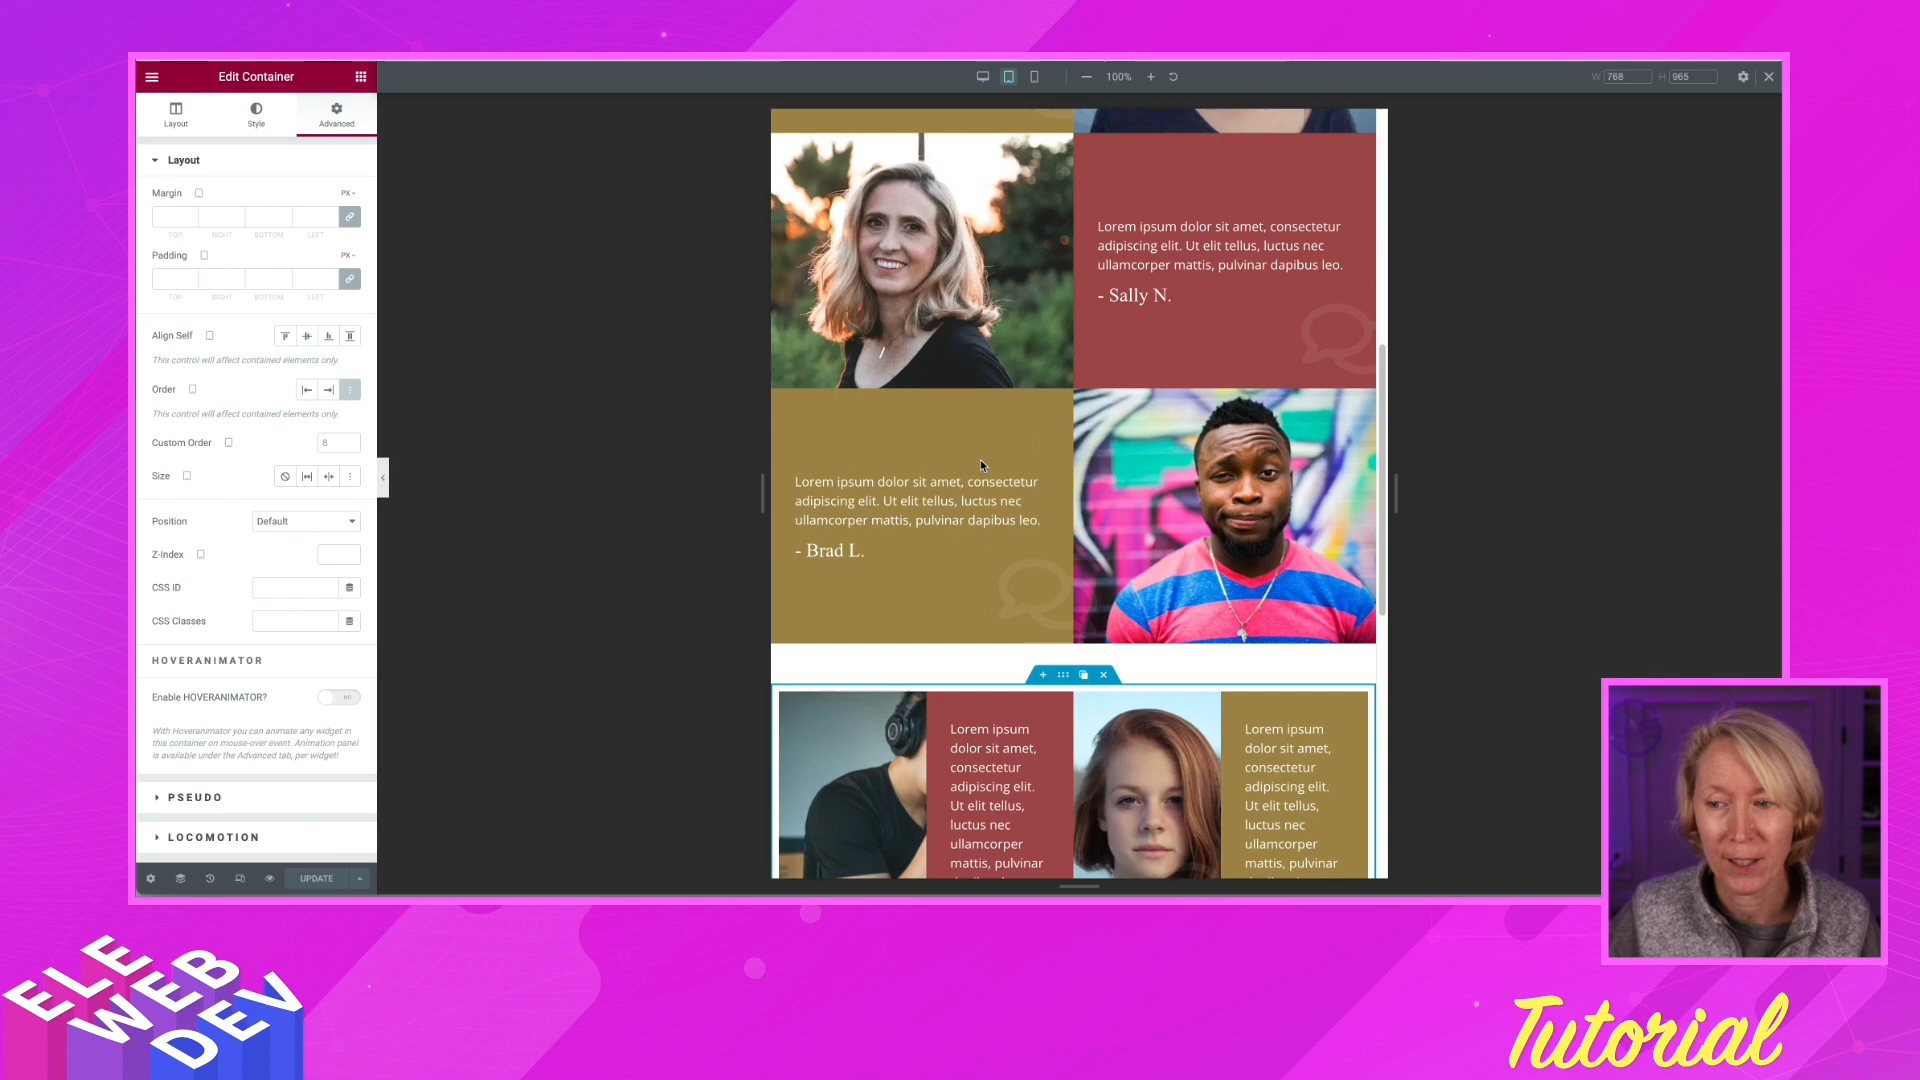 Edit Container
100%
W 768 H 965
Layout Style Advanced
Layout
Margin PX
TOP RIGHT BOTTOM LEFT
Padding PX
TOP RIGHT BOTTOM LEFT
Align Self
This control will affect contained elements only.
Order
This control will affect contained elements only.
Custom Order 8
Size
Position Default
Z-Index
CSS ID
CSS Classes
HOVERANIMATOR
Enable HOVERANIMATOR? NO
With Hoveranimator you can animate any widget in
this container on mouse-over event. Animation panel
is available under the Advanced tab, per widget!
PSEUDO
LOCOMOTION
UPDATE
Lorem ipsum dolor sit amet, consectetur
adipiscing elit. Ut elit tellus, luctus nec
ullamcorper mattis, pulvinar dapibus leo.
- Sally N.
Lorem ipsum dolor sit amet, consectetur
adipiscing elit. Ut elit tellus, luctus nec
ullamcorper mattis, pulvinar dapibus leo.
- Brad L.
Lorem ipsum
dolor sit amet,
consectetur
adipiscing elit.
Ut elit tellus,
luctus nec
ullamcorper
mattis, pulvinar
Lorem ipsum
dolor sit amet,
consectetur
adipiscing elit.
Ut elit tellus,
luctus nec
ullamcorper
mattis, pulvinar
ELE
WEB
DEV
Tutorial